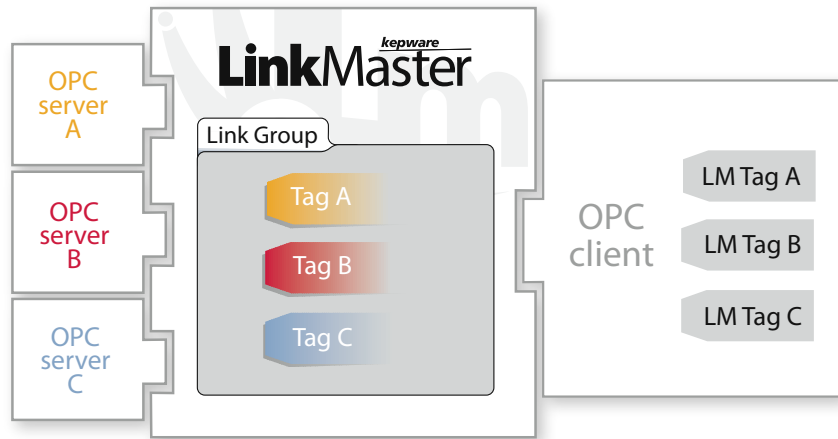 OPC
server
A
OPC
server
B
OPC
server
C
kepware
LinkMaster
Link Group
Tag A
Tag B
Tag C
OPC
client
LM Tag A
LM Tag B
LM Tag C